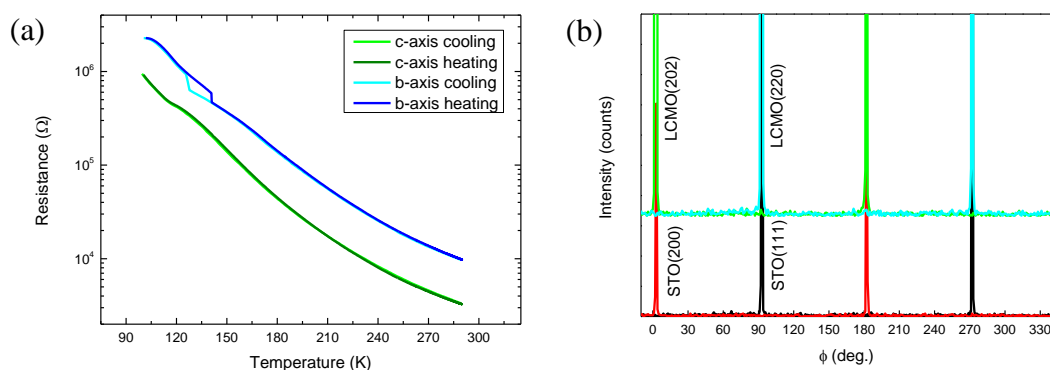 (a)
c-axis cooling
c-axis heating
b-axis cooling
b-axis heating
10⁶
10⁵
10⁴
Resistance (Ω)
90 120 150 180 210 240 270 300
Temperature (K)
(b)
LCMO(202)
LCMO(220)
STO(200)
STO(111)
Intensity (counts)
0 30 60 90 120 150 180 210 240 270 300 330
ϕ (deg.)